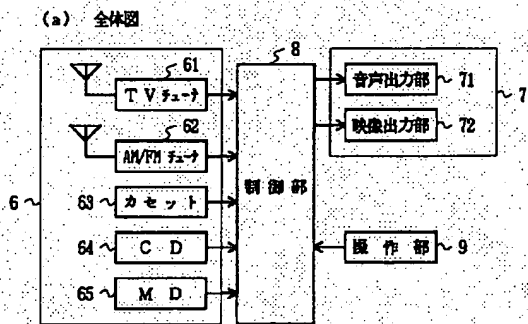 (a) 全体図
61
TVチューナ
62
AM/FMチューナ
6
63
カセット
64
CD
65
MD
8
制御部
音声出力部
71
映像出力部
72
7
操作部
9